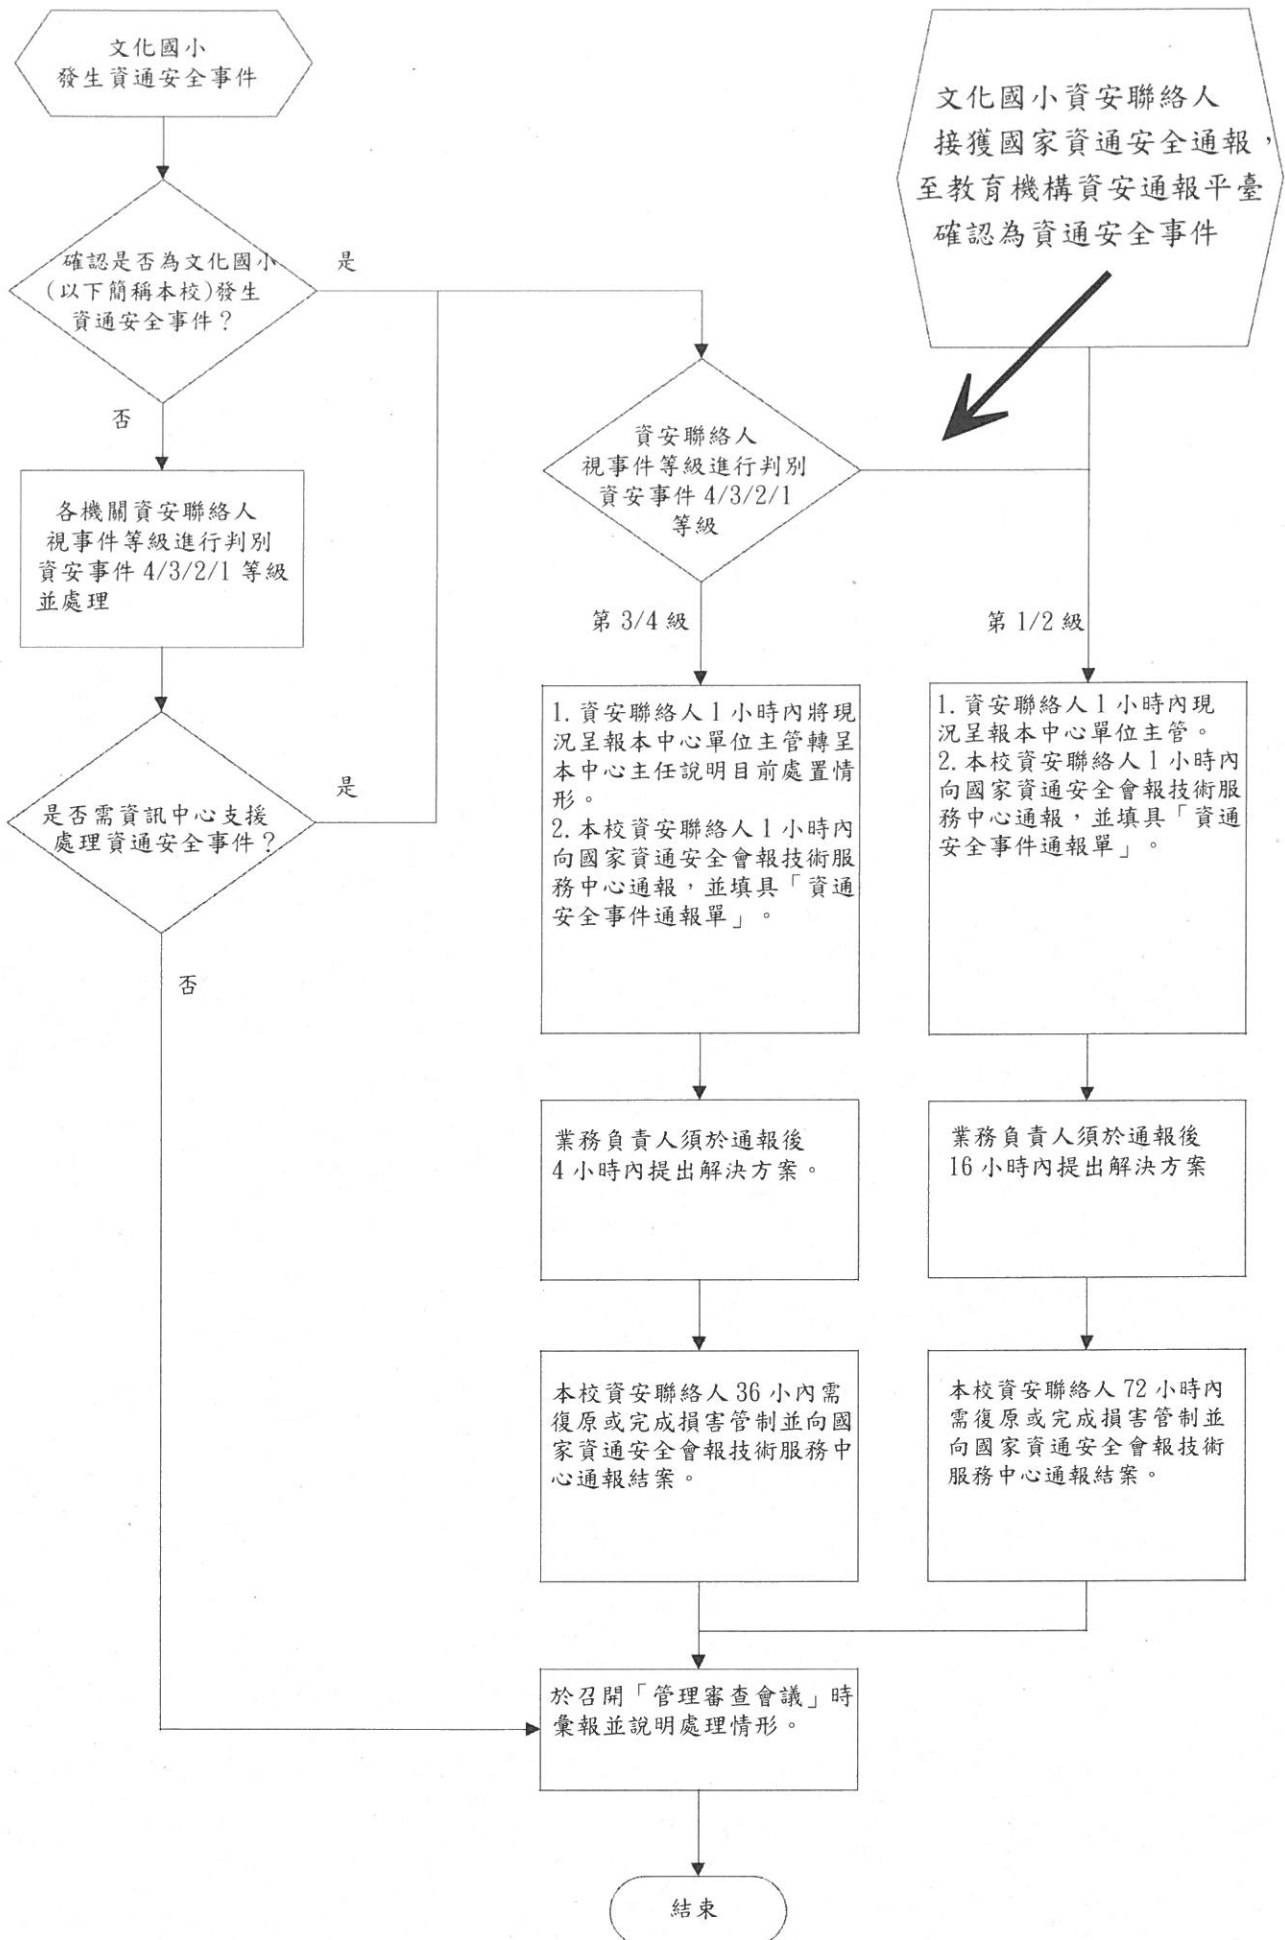 文化國小
發生資通安全事件
文化國小資安聯絡人
接獲國家資通安全通報，
至教育機構資安通報平臺
確認為資通安全事件
確認是否為文化國小
(以下簡稱本校)發生
資通安全事件？
是
否
各機關資安聯絡人
視事件等級進行判別
資安事件 4/3/2/1 等級
並處理
資安聯絡人
視事件等級進行判別
資安事件 4/3/2/1
等級
第 3/4 級
第 1/2 級
是否需資訊中心支援
處理資通安全事件？
是
否
1. 資安聯絡人 1 小時內將現
況呈報本中心單位主管轉呈
本中心主任說明目前處置情
形。
2. 本校資安聯絡人 1 小時內
向國家資通安全會報技術服
務中心通報，並填具「資通
安全事件通報單」。
1. 資安聯絡人 1 小時內現
況呈報本中心單位主管。
2. 本校資安聯絡人 1 小時內
向國家資通安全會報技術服
務中心通報，並填具「資通
安全事件通報單」。
業務負責人須於通報後
4 小時內提出解決方案。
業務負責人須於通報後
16 小時內提出解決方案
本校資安聯絡人 36 小內需
復原或完成損害管制並向國
家資通安全會報技術服務中
心通報結案。
本校資安聯絡人 72 小時內
需復原或完成損害管制並
向國家資通安全會報技術
服務中心通報結案。
於召開「管理審查會議」時
彙報並說明處理情形。
結束